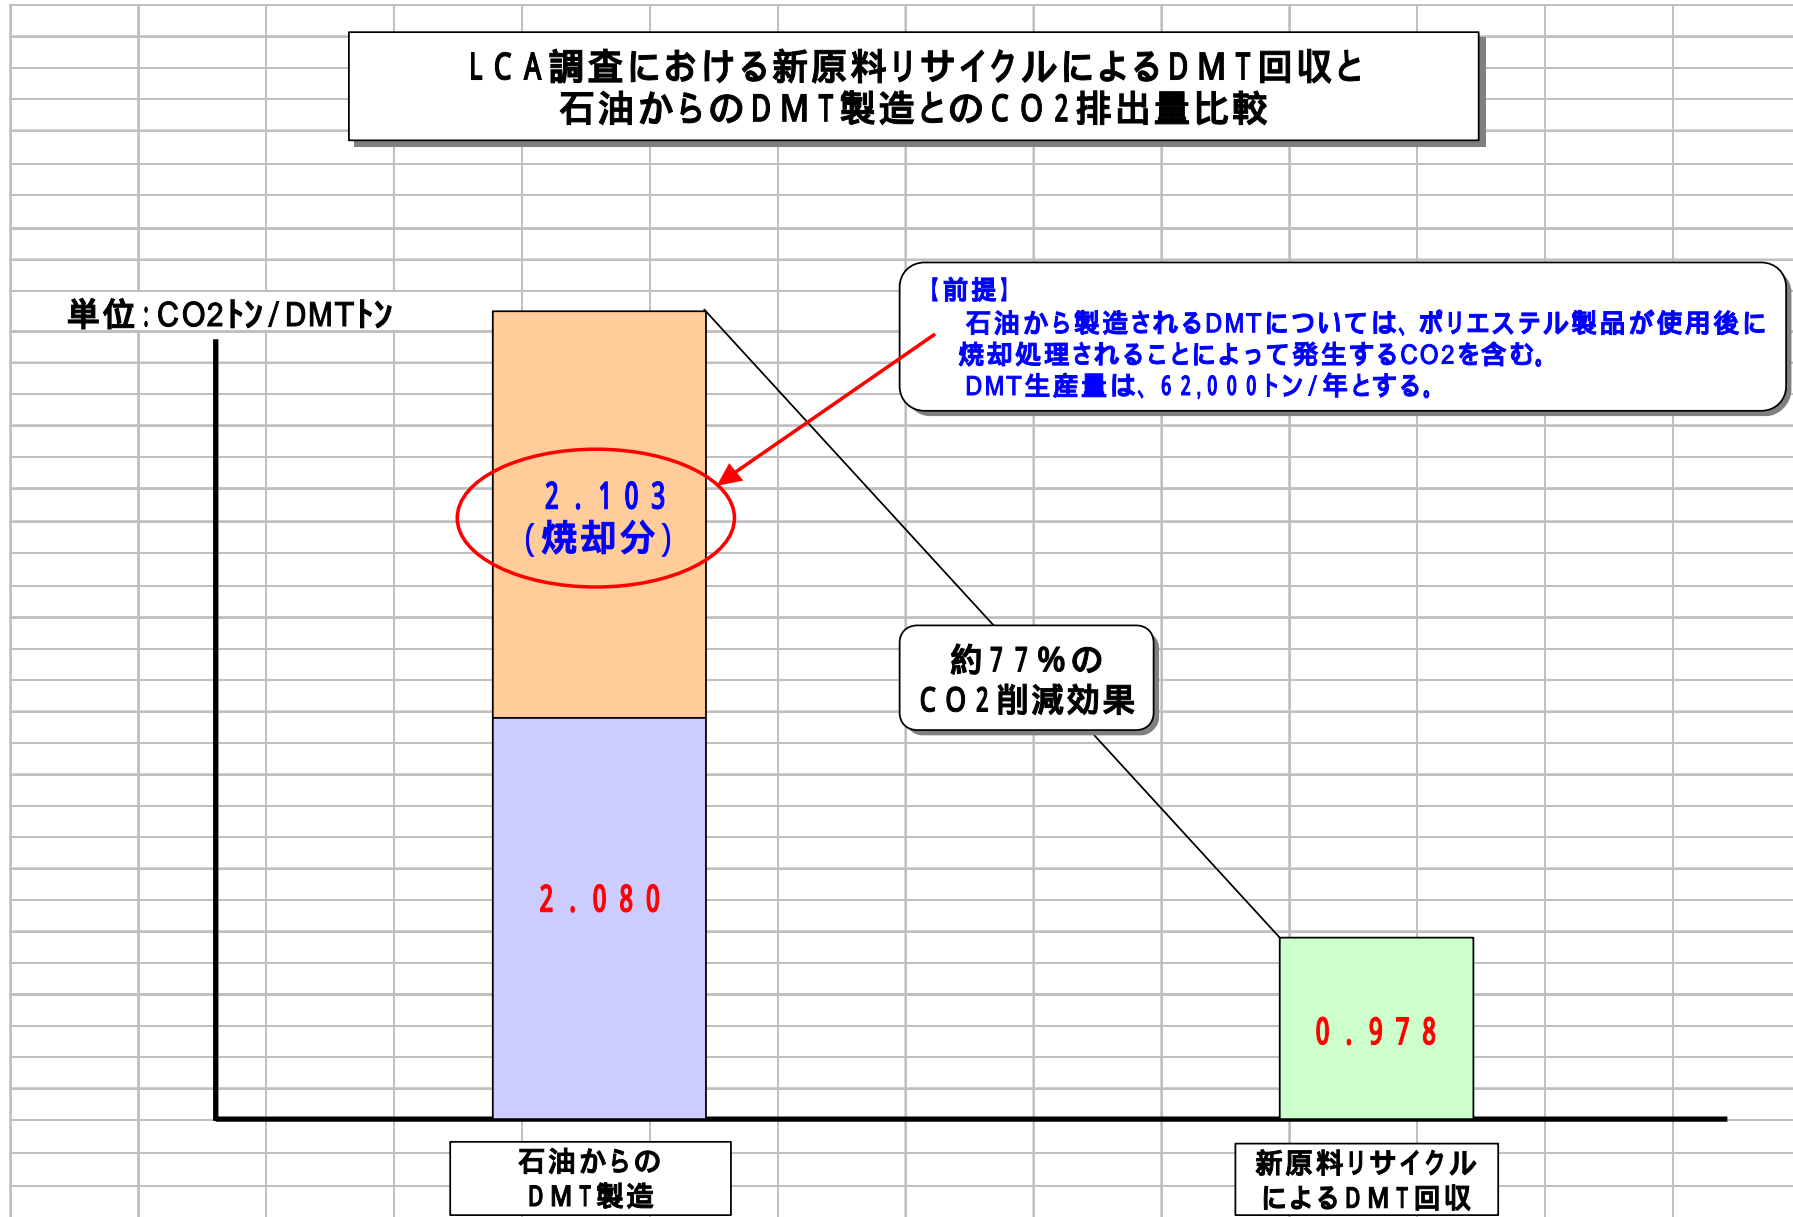 LCA調査における新原料リサイクルによるDMT回収と
石油からのDMT製造とのCO2排出量比較
単位:CO2トン/DMTトン
【前提】
石油から製造されるDMTについては、ポリエステル製品が使用後に
焼却処理されることによって発生するCO2を含む。
DMT生産量は、62,000トン/年とする。
2.103
(焼却分)
約77%の
CO2削減効果
2.080
0.978
石油からの
DMT製造
新原料リサイクル
によるDMT回収